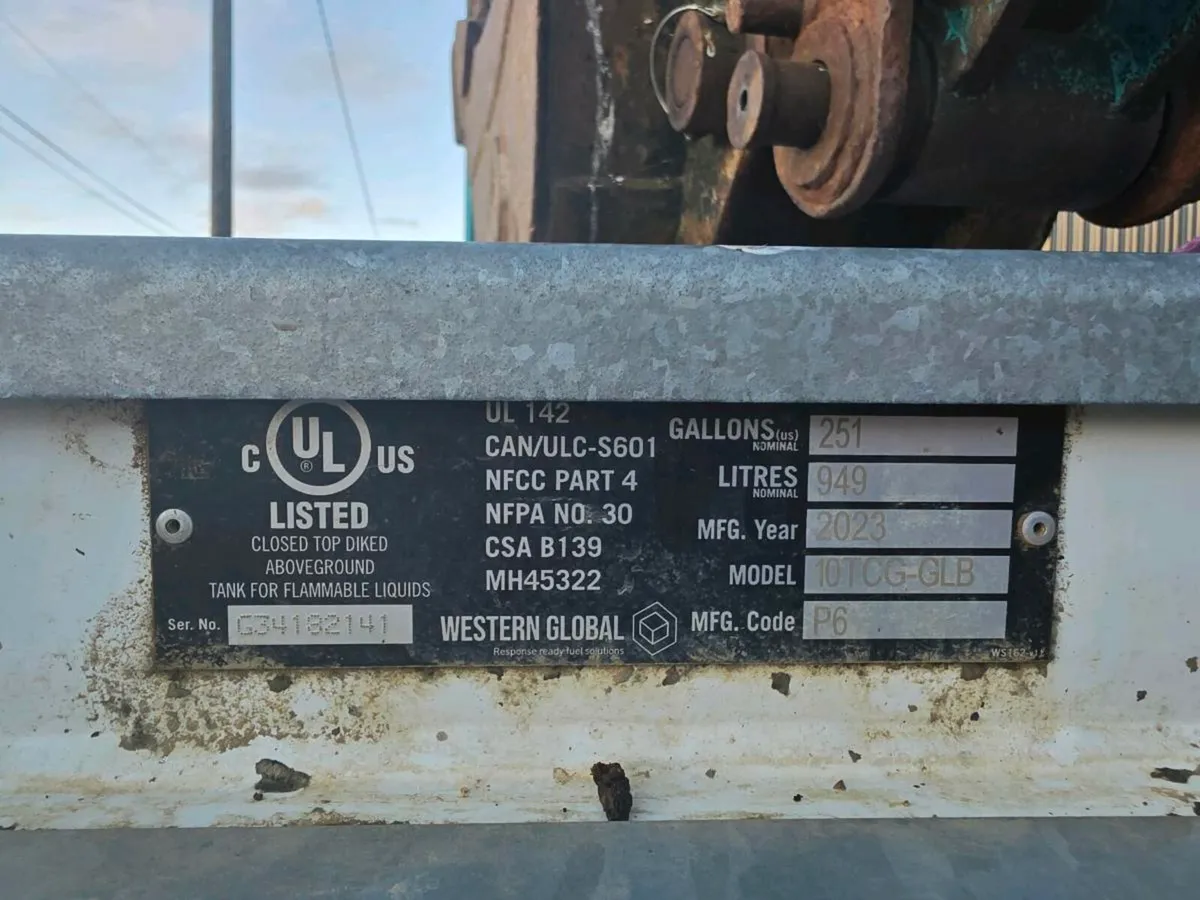 C UL ® US
LISTED
CLOSED TOP DIKED
ABOVEGROUND
TANK FOR FLAMMABLE LIQUIDS
Ser. No. G34182141
UL 142
CAN/ULC-S601
NFCC PART 4
NFPA NO. 30
CSA B139
MH45322
WESTERN GLOBAL
Response ready fuel solutions
GALLONS (us) NOMINAL 251
LITRES NOMINAL 949
MFG. Year 2023
MODEL 10TCG-GLB
MFG. Code P6